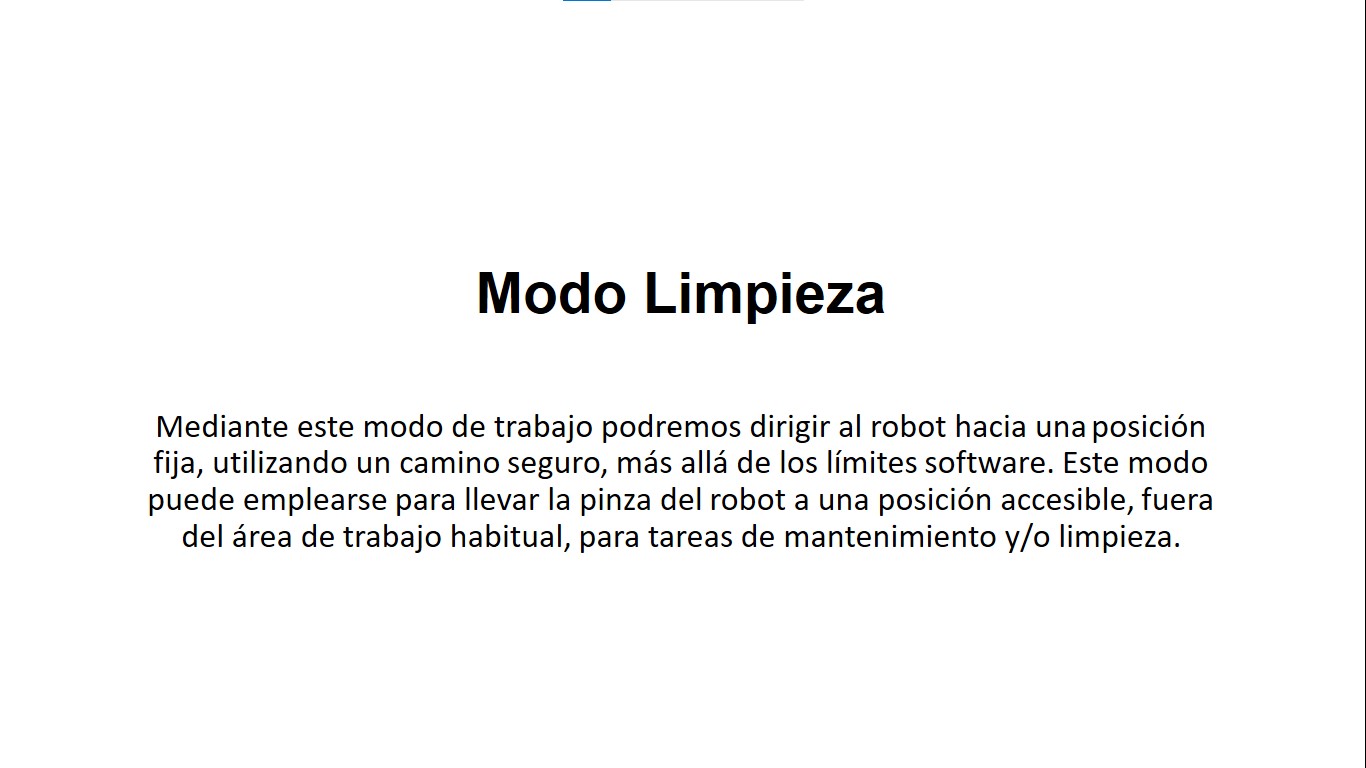 Modo Limpieza
Mediante este modo de trabajo podremos dirigir al robot hacia una posición
fija, utilizando un camino seguro, más allá de los límites software. Este modo
puede emplearse para llevar la pinza del robot a una posición accesible, fuera
del área de trabajo habitual, para tareas de mantenimiento y/o limpieza.